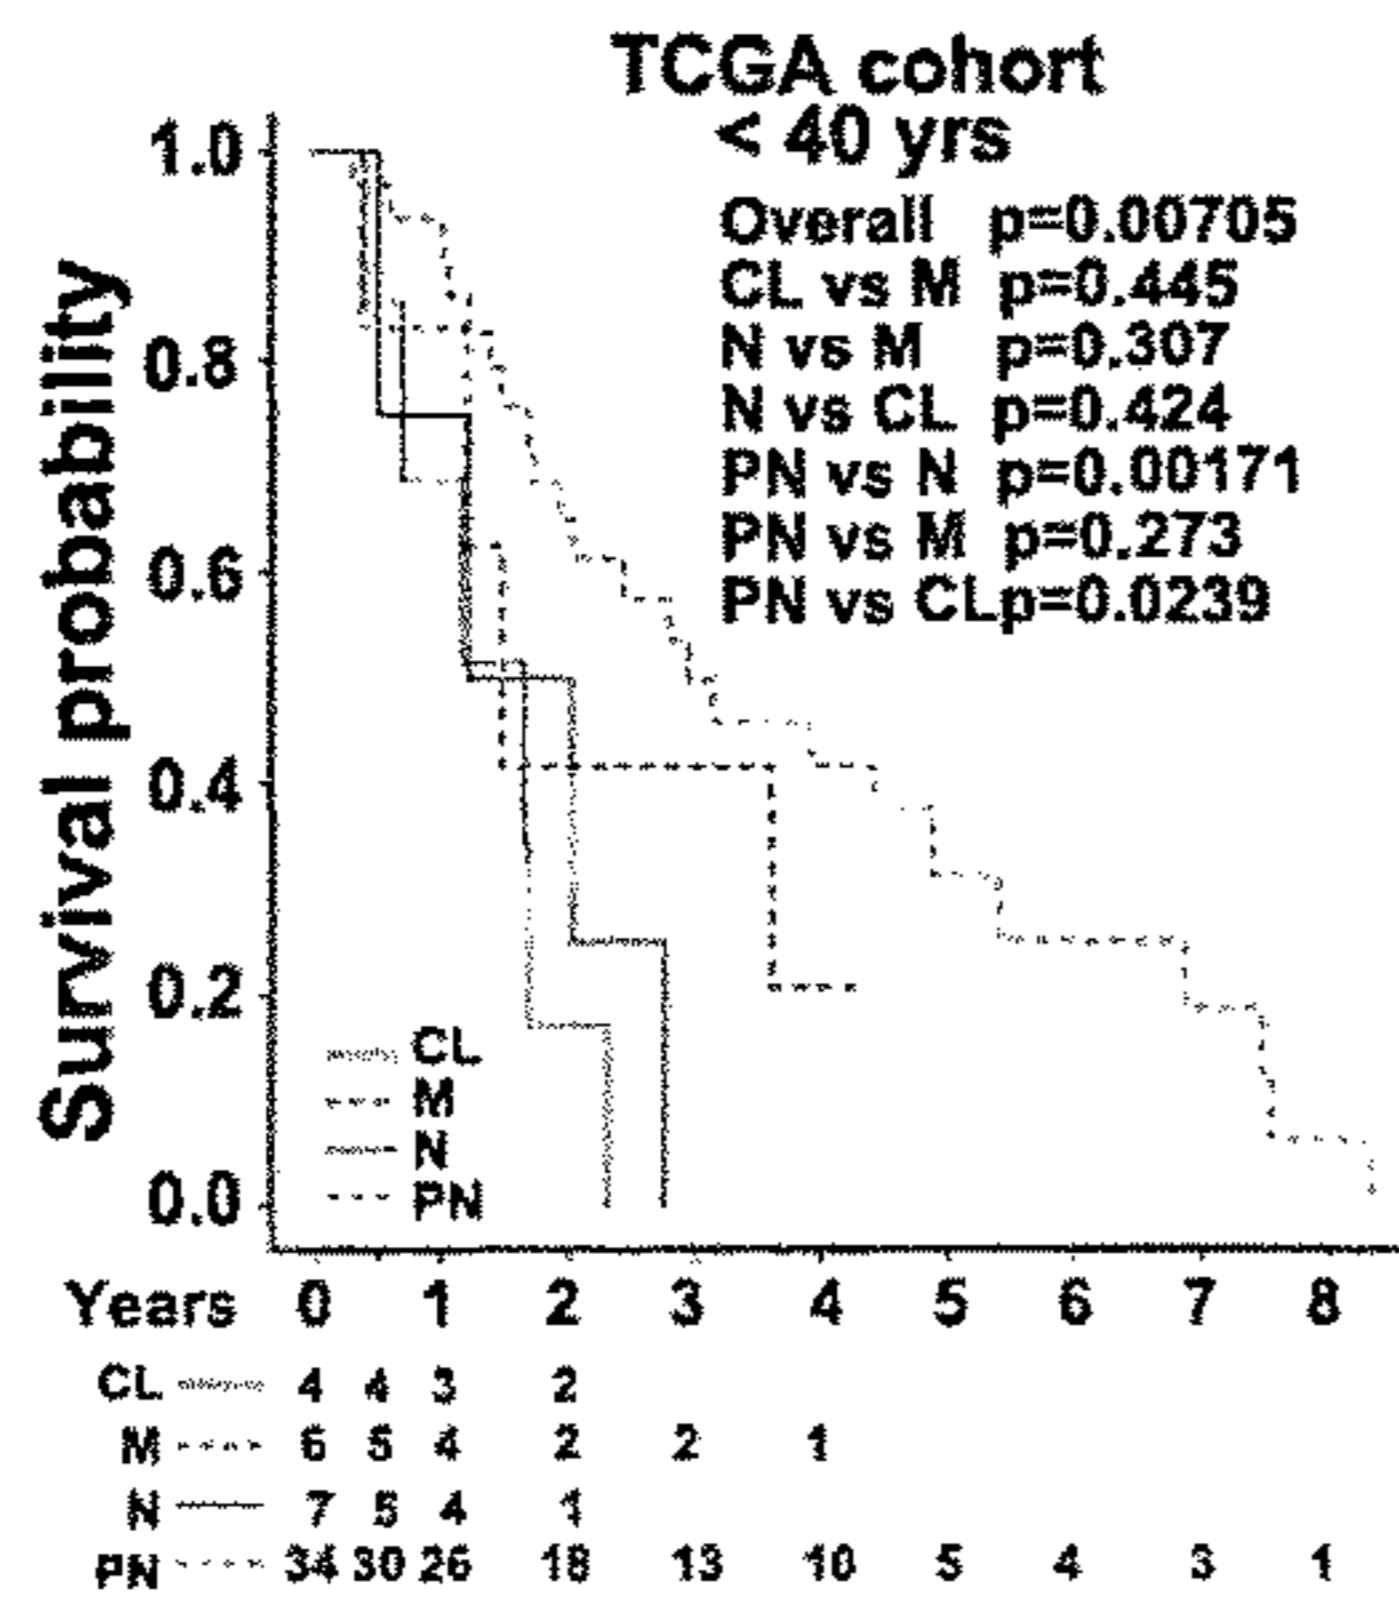 TCGA cohort
< 40 yrs
Overall p=0.00705
CL vs M p=0.445
N vs M p=0.307
N vs CL p=0.424
PN vs N p=0.00171
PN vs M p=0.273
PN vs CLp=0.0239
Survival probability
1.0
0.8
0.6
0.4
0.2
0.0
CL
M
N
PN
Years 0 1 2 3 4 5 6 7 8
CL 4 4 3 2
M 6 5 4 2 2 1
N 7 5 4 1
PN 34 30 26 18 13 10 5 4 3 1